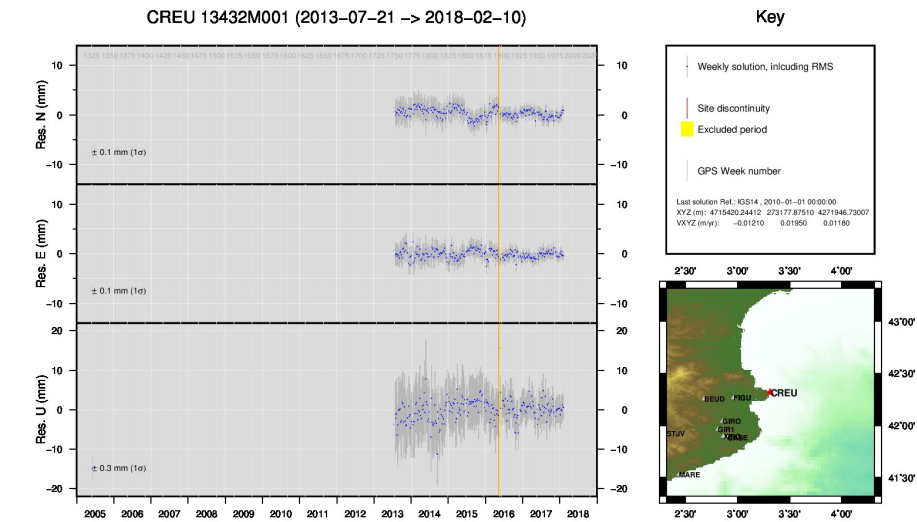 CREU 13432M001 (2013−07−21 −> 2018−02−10)
Key
Res. N (mm)
10
0
−10
10
0
−10
± 0.1 mm (1σ)
Res. E (mm)
10
0
−10
10
0
−10
± 0.1 mm (1σ)
Res. U (mm)
20
10
0
−10
−20
20
10
0
−10
−20
± 0.3 mm (1σ)
2005 2006 2007 2008 2009 2010 2011 2012 2013 2014 2015 2016 2017 2018
Weekly solution, inlcuding RMS
Site discontinuity
Excluded period
GPS Week number
Last solution Ref.: IGS14 , 2010−01−01 00:00:00
XYZ (m): 4715420.24412 273177.87510 4271946.73007
VXYZ (m/yr): −0.01210 0.01950 0.01180
2˚30' 3˚00' 3˚30' 4˚00'
43˚00'
42˚30'
42˚00'
41˚30'
CREU
BEUD FIGU
GIRO
GIR1
STJV
MARE
2˚30' 3˚00' 3˚30' 4˚00'